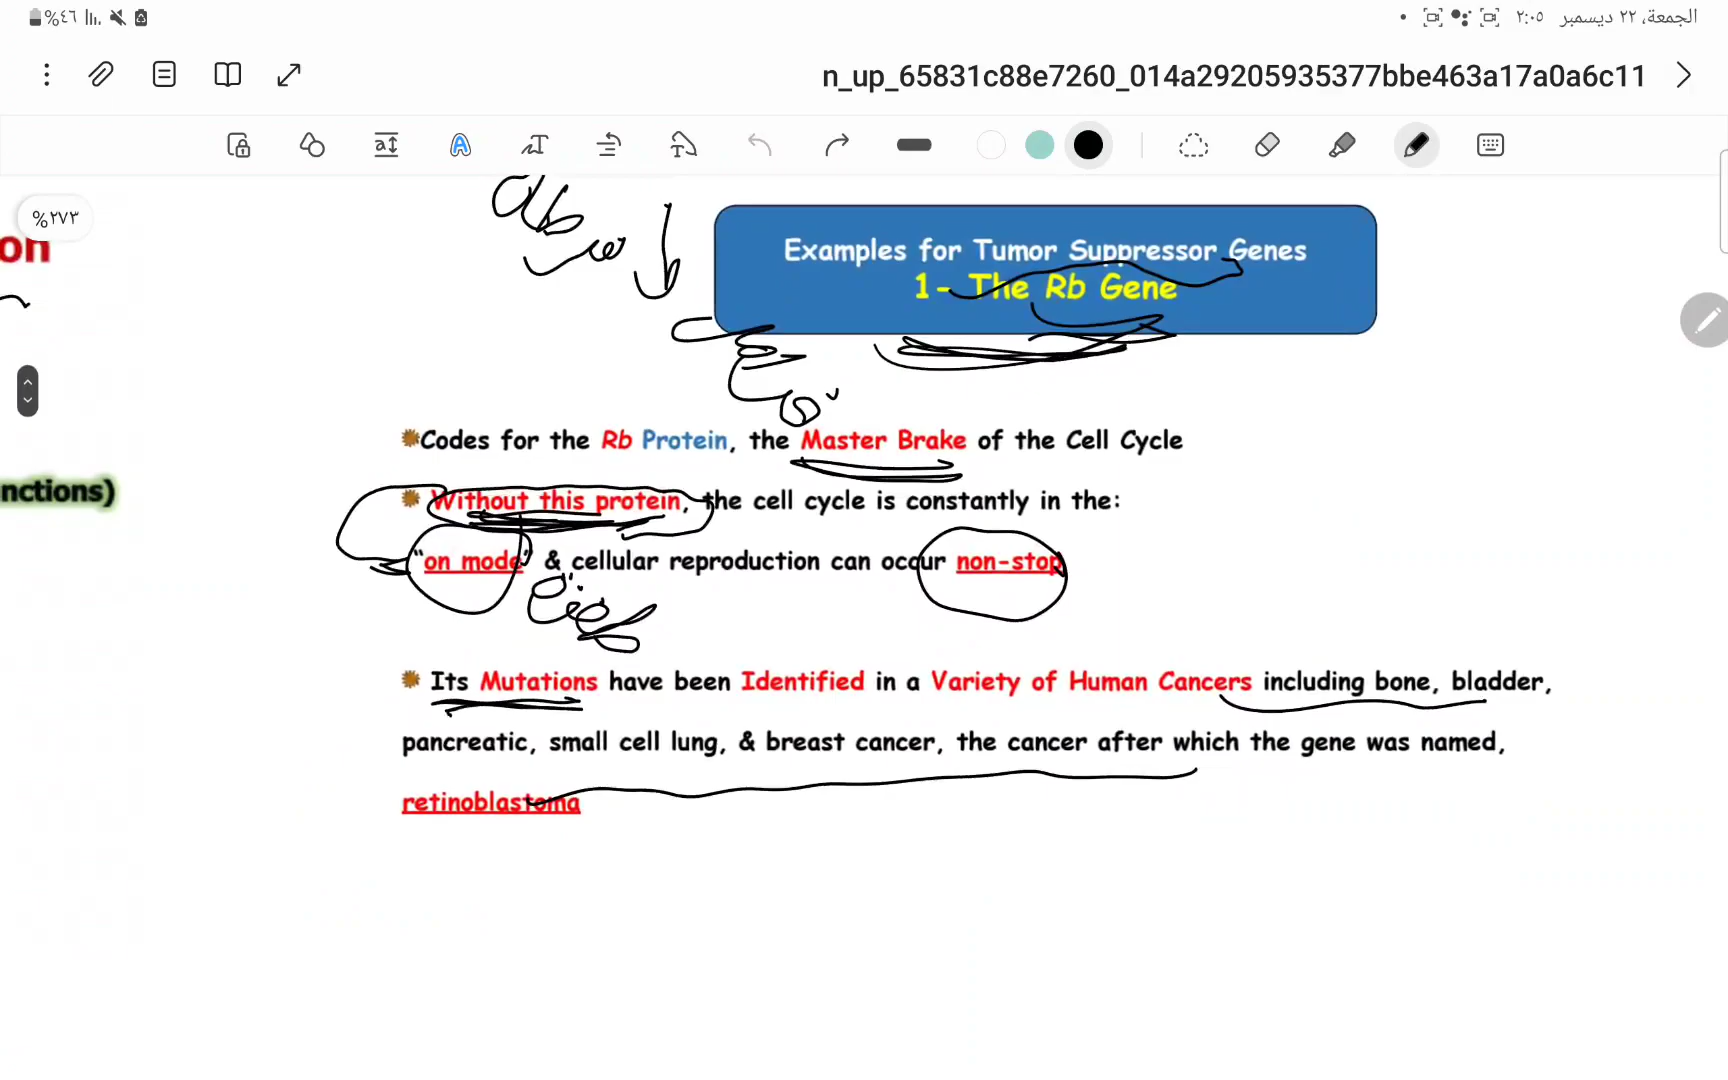 %٤٦
الجمعة، ٢٢ ديسمبر ٢:٠٥
n_up_65831c88e7260_014a29205935377bbe463a17a0a6c11
%٢٧٣
on
nctions)
Examples for Tumor Suppressor Genes
1- The Rb Gene
Codes for the Rb Protein, the Master Brake of the Cell Cycle
Without this protein, the cell cycle is constantly in the:
"on mode" & cellular reproduction can occur non-stop
Its Mutations have been Identified in a Variety of Human Cancers including bone, bladder,
pancreatic, small cell lung, & breast cancer, the cancer after which the gene was named,
retinoblastoma